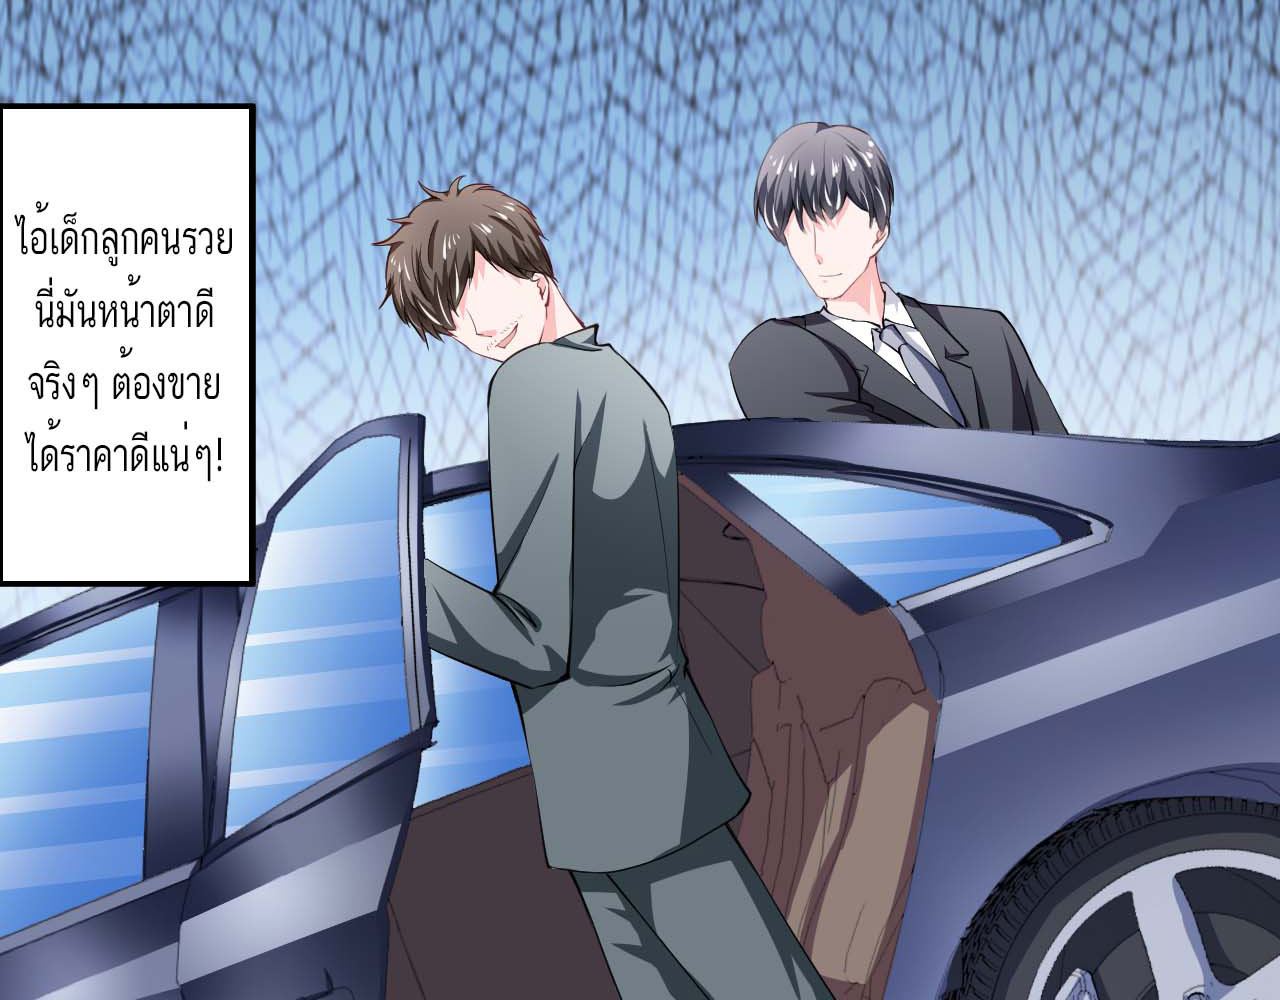 ไอ้เด็กลูกคนรวย
นี่มันหน้าตาดี
จริงๆ ต้องขาย
ได้ราคาดีแน่ๆ!